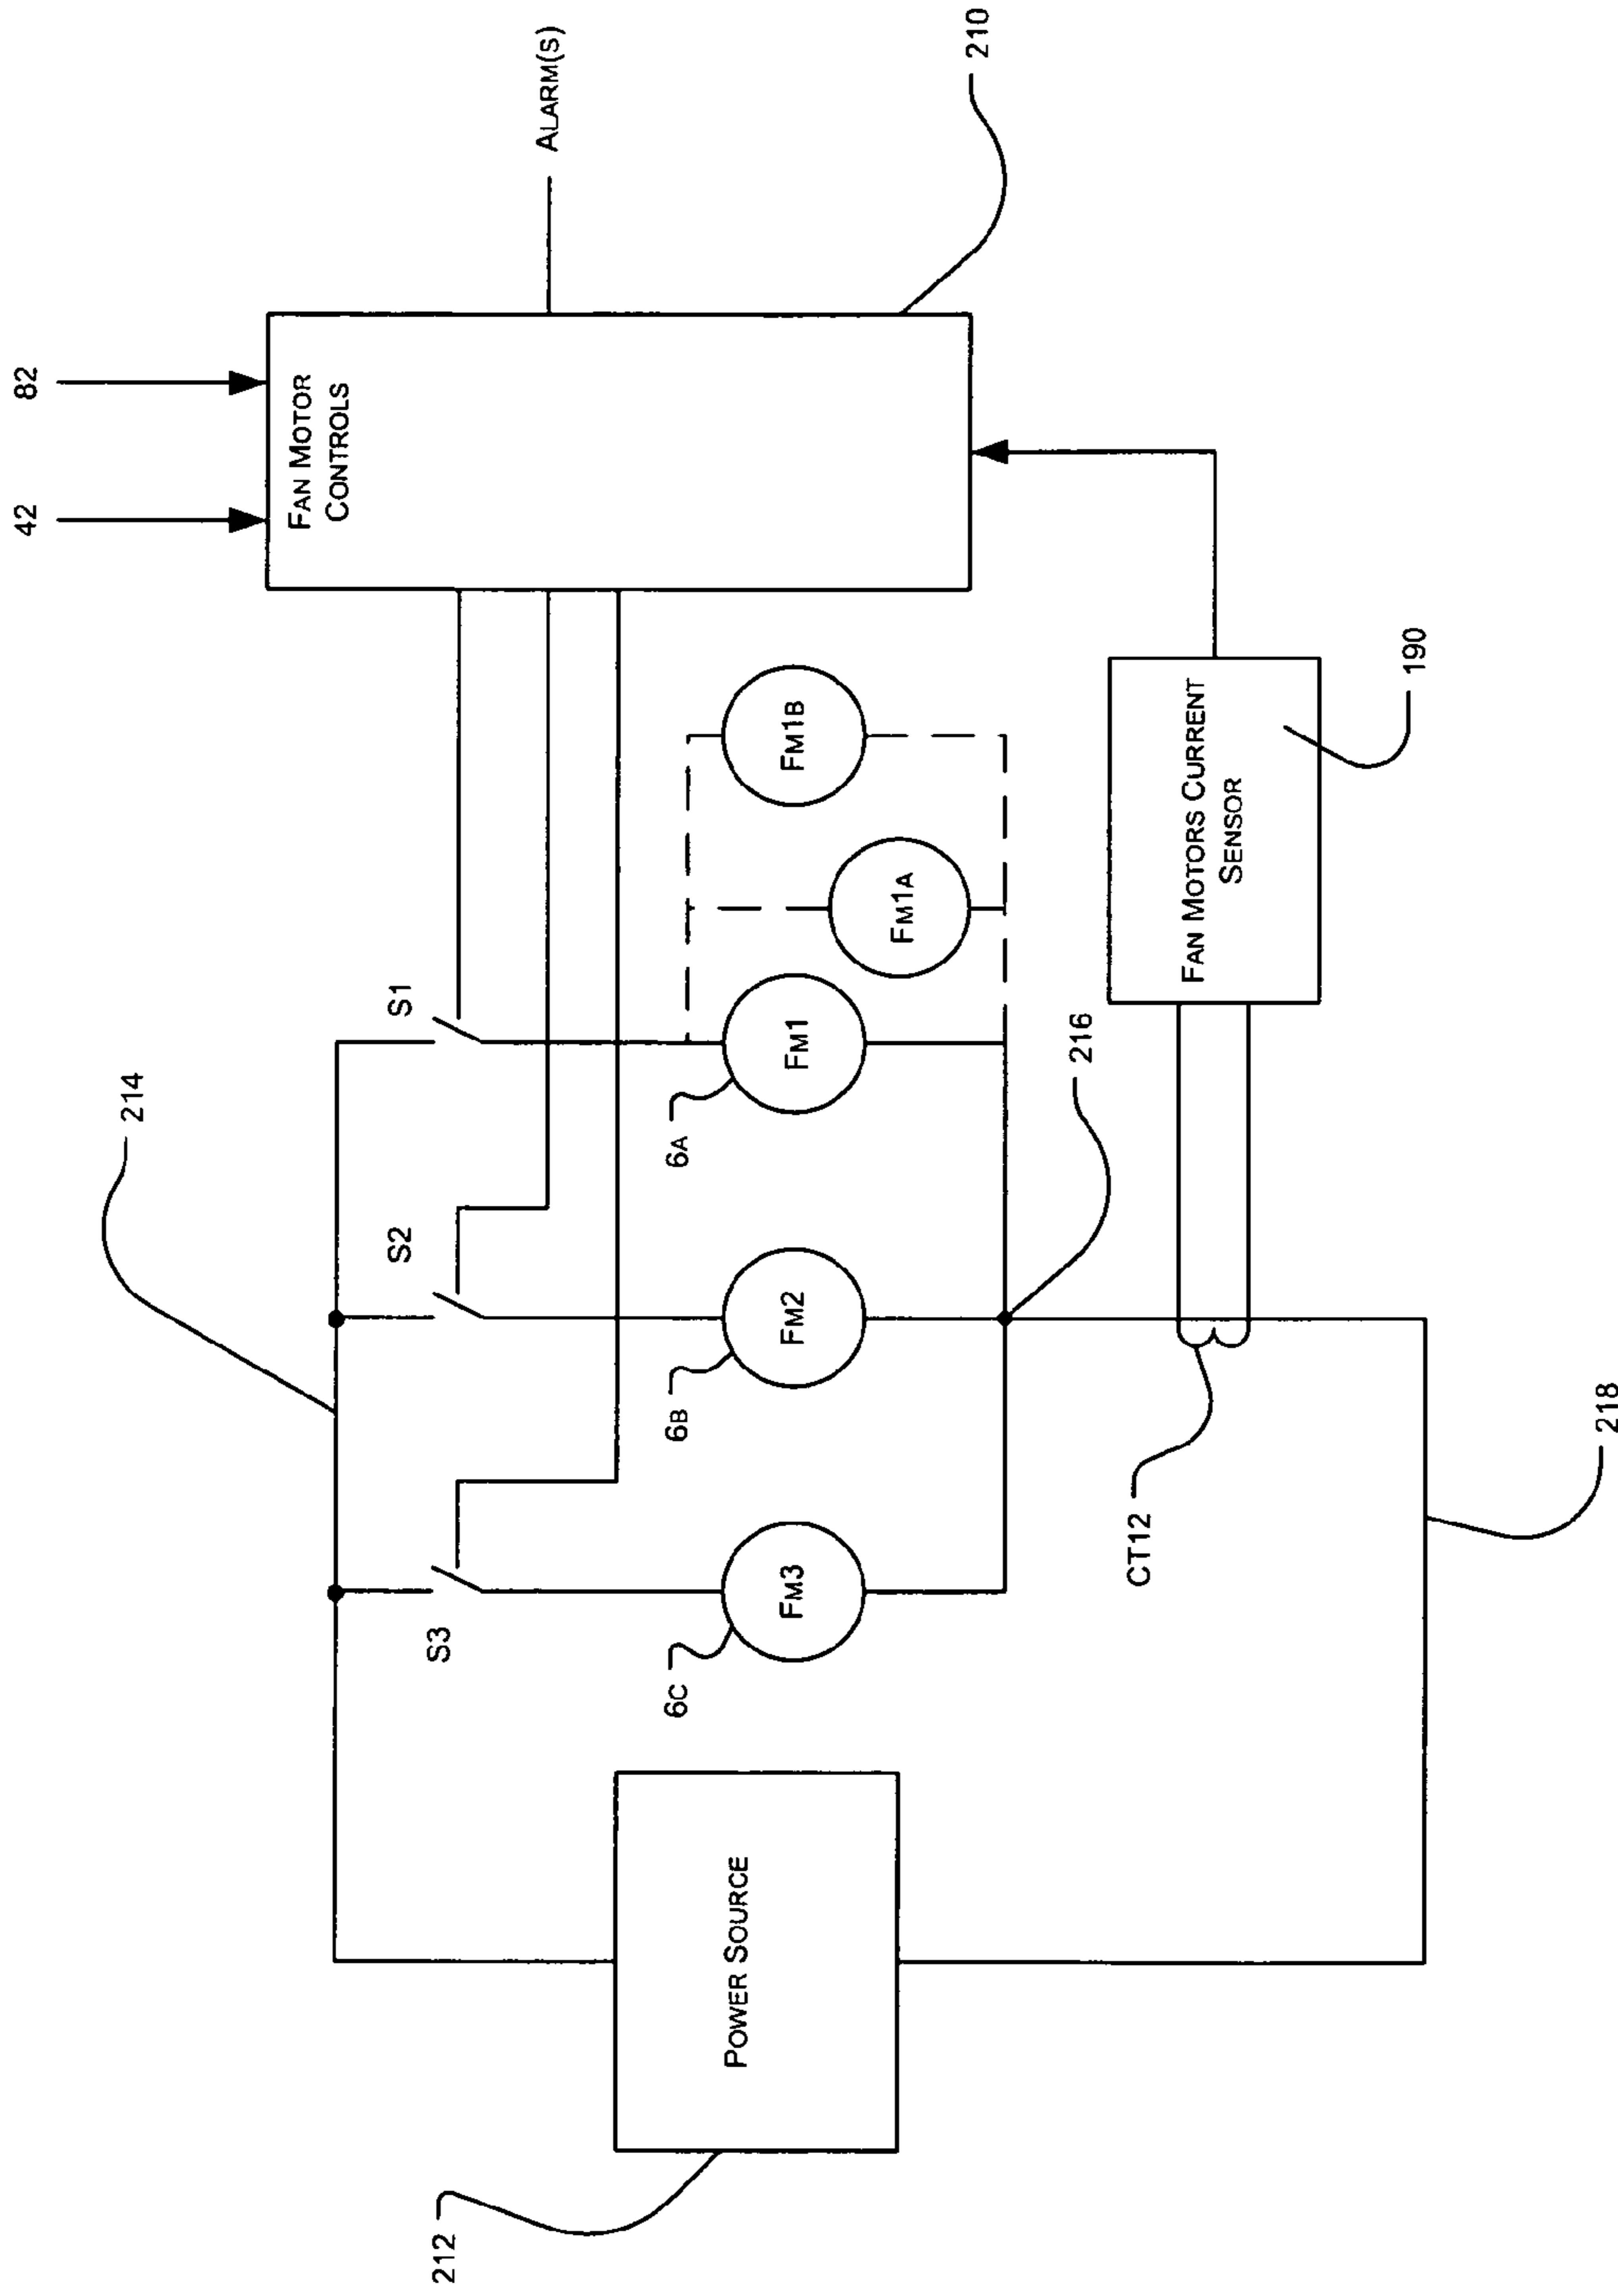 42
82
FAN MOTOR
CONTROLS
ALARM(S)
210
214
S3
S2
S1
6C
FM3
6B
FM2
6A
FM1
FM1A
FM1B
212
POWER SOURCE
216
CT12
FAN MOTORS CURRENT
SENSOR
190
218